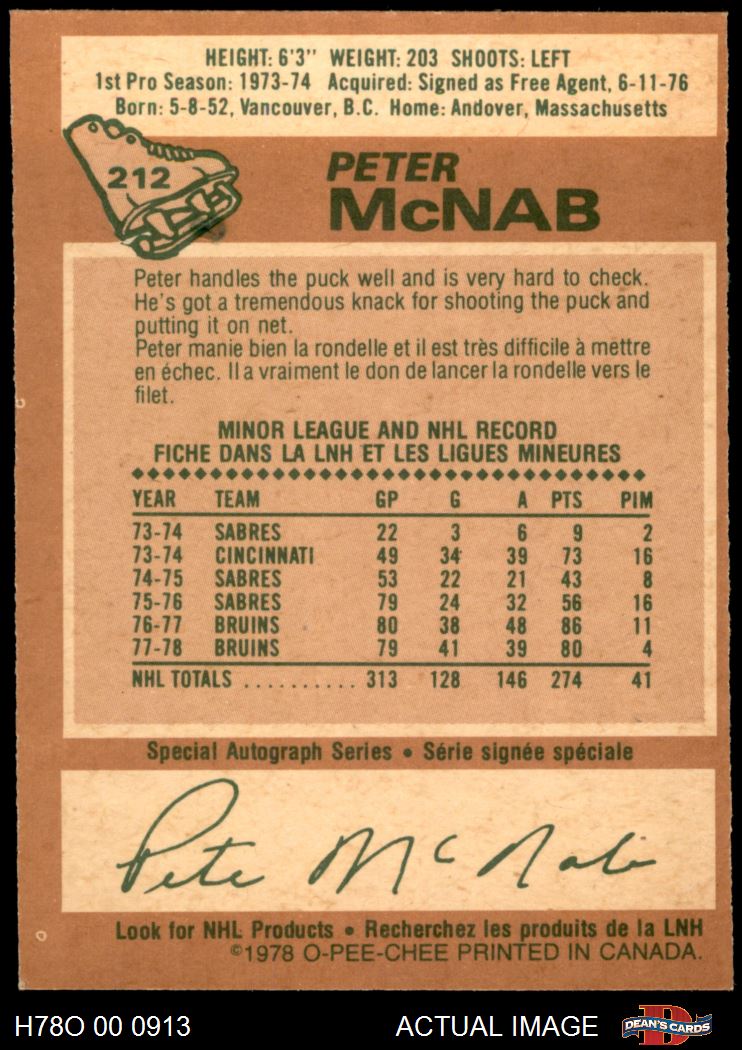 HEIGHT: 6'3" WEIGHT: 203 SHOOTS: LEFT
1st Pro Season: 1973-74 Acquired: Signed as Free Agent, 6-11-76
Born: 5-8-52, Vancouver, B.C. Home: Andover, Massachusetts
212
PETER
McNAB
Peter handles the puck well and is very hard to check.
He's got a tremendous knack for shooting the puck and
putting it on net.
Peter manie bien la rondelle et il est très difficile à mettre
en échec. Il a vraiment le don de lancer la rondelle vers le
filet.
MINOR LEAGUE AND NHL RECORD
FICHE DANS LA LNH ET LES LIGUES MINEURES
YEAR TEAM GP G A PTS PIM
73-74 SABRES 22 3 6 9 2
73-74 CINCINNATI 49 34 39 73 16
74-75 SABRES 53 22 21 43 8
75-76 SABRES 79 24 32 56 16
76-77 BRUINS 80 38 48 86 11
77-78 BRUINS 79 41 39 80 4
NHL TOTALS .......... 313 128 146 274 41
Special Autograph Series • Série signée spéciale
Pete McNab
Look for NHL Products • Recherchez les produits de la LNH
©1978 O-PEE-CHEE PRINTED IN CANADA.
H78O 00 0913 ACTUAL IMAGE D DEAN'S CARDS